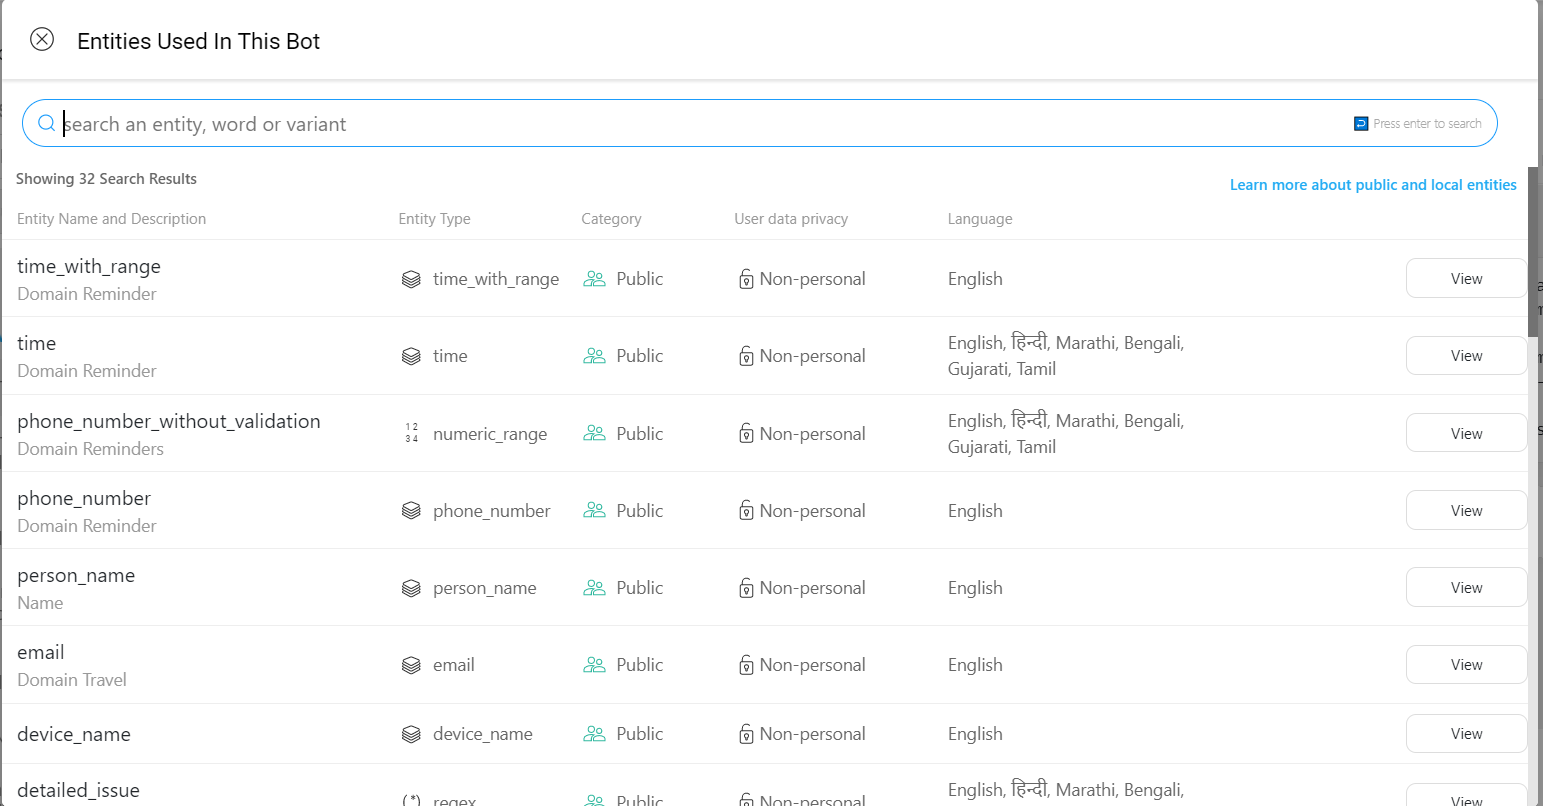 Entities Used In This Bot
search an entity, word or variant
Press enter to search
Showing 32 Search Results
Learn more about public and local entities
Entity Name and Description Entity Type Category User data privacy Language
time_with_range
Domain Reminder
time_with_range Public Non-personal English View
time
Domain Reminder
time Public Non-personal
English, हिन्दी, Marathi, Bengali,
Gujarati, Tamil
View
phone_number_without_validation
Domain Reminders
1 2
3 4
numeric_range Public Non-personal
English, हिन्दी, Marathi, Bengali,
Gujarati, Tamil
View
phone_number
Domain Reminder
phone_number Public Non-personal English View
person_name
Name
person_name Public Non-personal English View
email
Domain Travel
email Public Non-personal English View
device_name device_name Public Non-personal English View
detailed_issue
(*) regex Public Non-personal
English, हिन्दी, Marathi, Bengali,
View